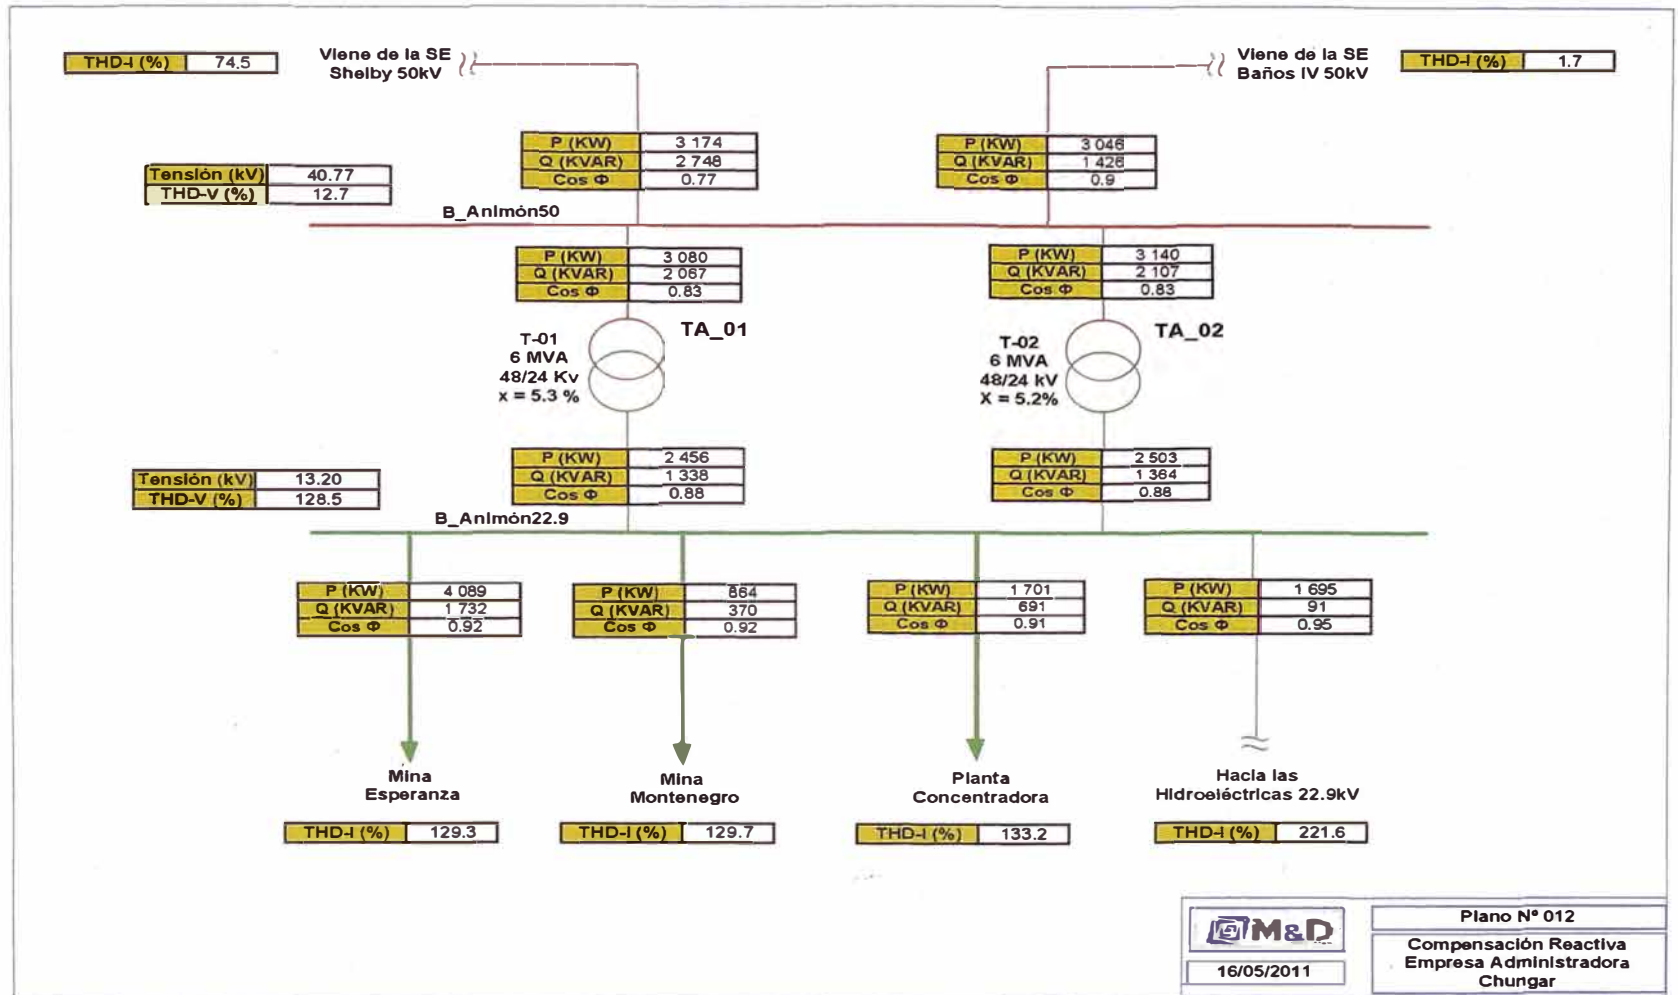 THD-I (%) 74.5
Viene de la SE
Shelby 50kV
Viene de la SE
Baños IV 50kV
THD-I (%) 1.7
P (KW) 3 174
Q (KVAR) 2 748
Cos Φ 0.77
P (KW) 3 046
Q (KVAR) 1 426
Cos Φ 0.9
Tensión (kV) 40.77
THD-V (%) 12.7
B_Animón50
P (KW) 3 080
Q (KVAR) 2 067
Cos Φ 0.83
P (KW) 3 140
Q (KVAR) 2 107
Cos Φ 0.83
TA_01
T-01
6 MVA
48/24 Kv
x = 5.3 %
TA_02
T-02
6 MVA
48/24 kV
X = 5.2%
P (KW) 2 456
Q (KVAR) 1 338
Cos Φ 0.88
P (KW) 2 503
Q (KVAR) 1 364
Cos Φ 0.88
Tensión (kV) 13.20
THD-V (%) 128.5
B_Animón22.9
P (KW) 4 089
Q (KVAR) 1 732
Cos Φ 0.92
P (KW) 864
Q (KVAR) 370
Cos Φ 0.92
P (KW) 1 701
Q (KVAR) 691
Cos Φ 0.91
P (KW) 1 695
Q (KVAR) 91
Cos Φ 0.95
Mina
Esperanza
Mina
Montenegro
Planta
Concentradora
Hacia las
Hidroeléctricas 22.9kV
THD-I (%) 129.3
THD-I (%) 129.7
THD-I (%) 133.2
THD-I (%) 221.6
M&D
16/05/2011
Plano Nº 012
Compensación Reactiva
Empresa Administradora
Chungar